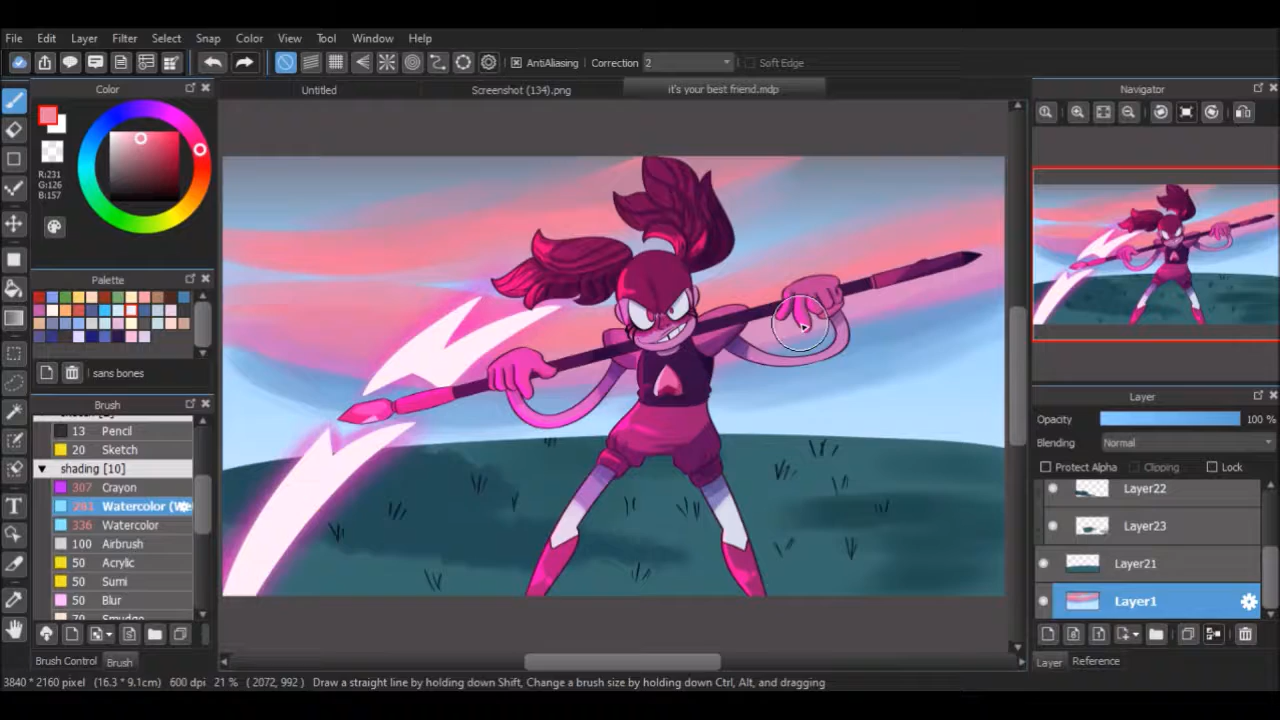 File Edit Layer Filter Select Snap Color View Tool Window Help
AntiAliasing Correction 2 Soft Edge
Color
Untitled Screenshot (134).png it's your best friend.mdp
Navigator
R:231
G:126
B:157
Palette
sans bones
Brush
13 Pencil
20 Sketch
shading [10]
307 Crayon
Watercolor (We
336 Watercolor
100 Airbrush
50 Acrylic
50 Sumi
50 Blur
70 Smudge
Brush Control Brush
Layer
Opacity 100 %
Blending Normal
Protect Alpha Clipping Lock
Layer22
Layer23
Layer21
Layer1
Layer Reference
3840 * 2160 pixel (16.3 * 9.1cm) 600 dpi 21 % ( 2072, 992 ) Draw a straight line by holding down Shift, Change a brush size by holding down Ctrl, Alt, and dragging